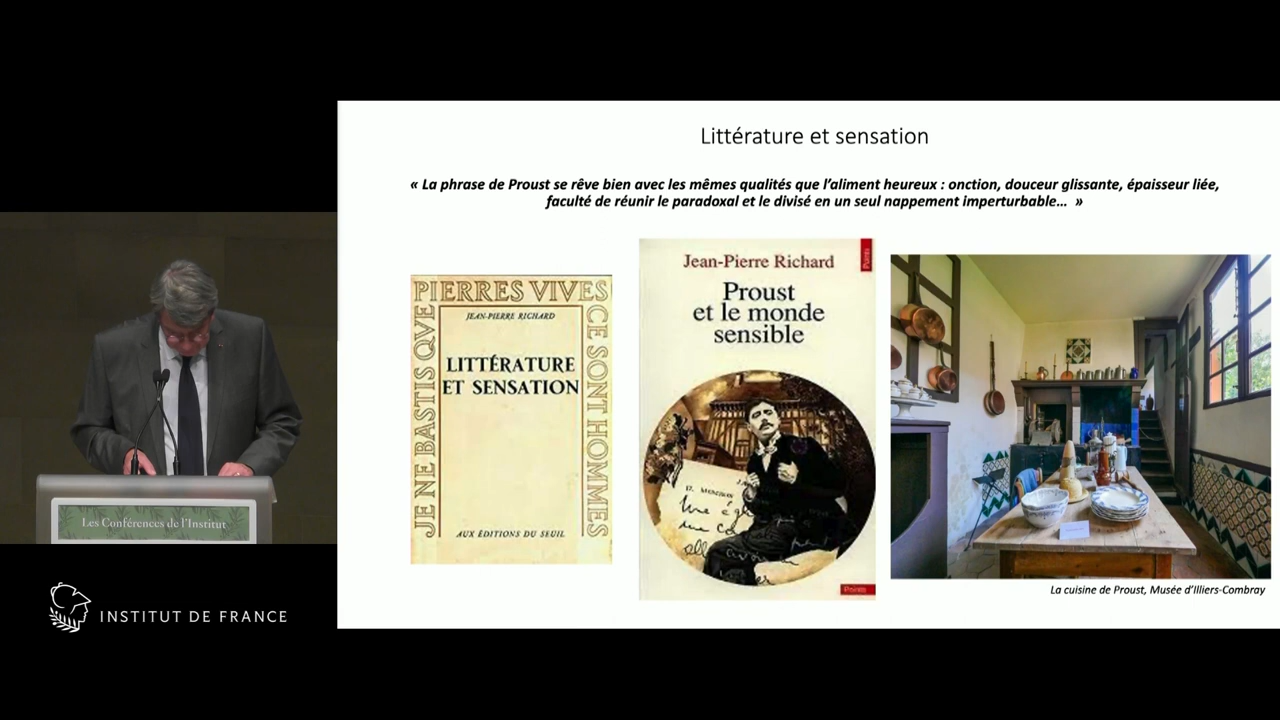 Littérature et sensation
« La phrase de Proust se rêve bien avec les mêmes qualités que l'aliment heureux : onction, douceur glissante, épaisseur liée,
faculté de réunir le paradoxal et le divisé en un seul nappement imperturbable... »
PIERRES VIVES
JE NE BASTIS QVE
CE SONT HOMMES
JEAN-PIERRE RICHARD
LITTÉRATURE
ET SENSATION
AUX ÉDITIONS DU SEUIL
Points
Jean-Pierre Richard
Proust
et le monde
sensible
Points
La cuisine de Proust, Musée d'Illiers-Combray
Les Conférences de l'Institut
INSTITUT DE FRANCE